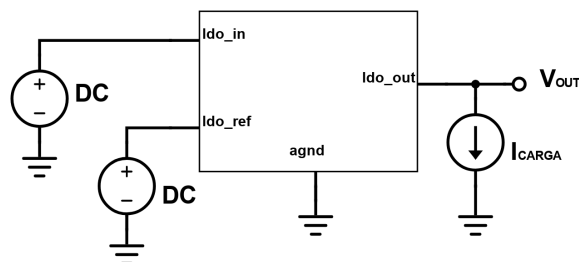 ldo_in
DC
ldo_out
VOUT
ldo_ref
DC
agnd
ICARGA